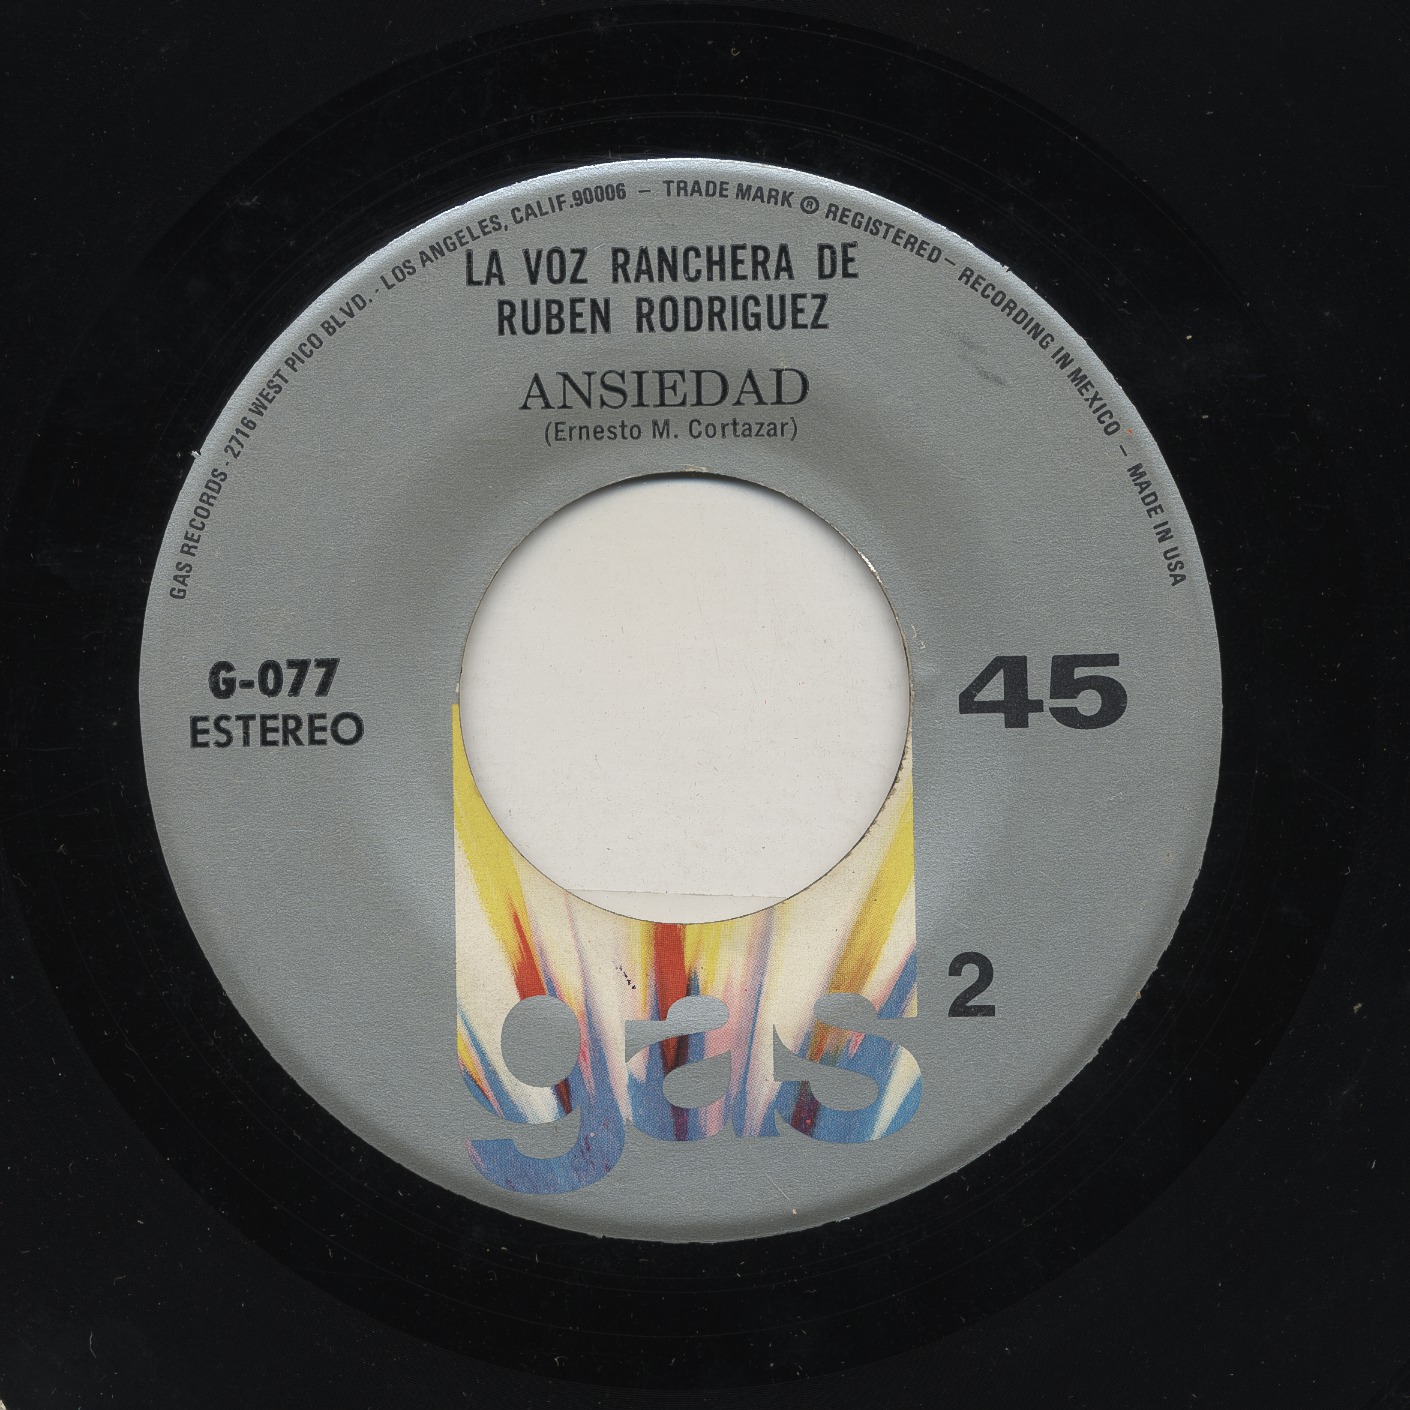 GAS RECORDS - 2716 WEST PICO BLVD. - LOS ANGELES, CALIF.90006 – TRADE MARK ® REGISTERED – RECORDING IN MEXICO – MADE IN USA
LA VOZ RANCHERA DE
RUBEN RODRIGUEZ
ANSIEDAD
(Ernesto M. Cortazar)
G-077
ESTEREO
45
2
gas